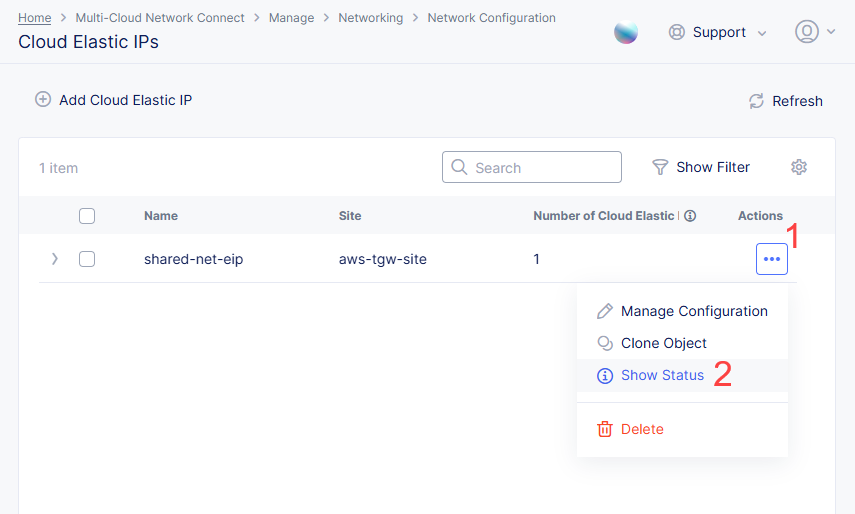 Home > Multi-Cloud Network Connect > Manage > Networking > Network Configuration
Cloud Elastic IPs
Support
Add Cloud Elastic IP
Refresh
1 item
Search
Show Filter
Name Site Number of Cloud Elastic Actions
1
shared-net-eip aws-tgw-site 1
Manage Configuration
Clone Object
Show Status 2
Delete